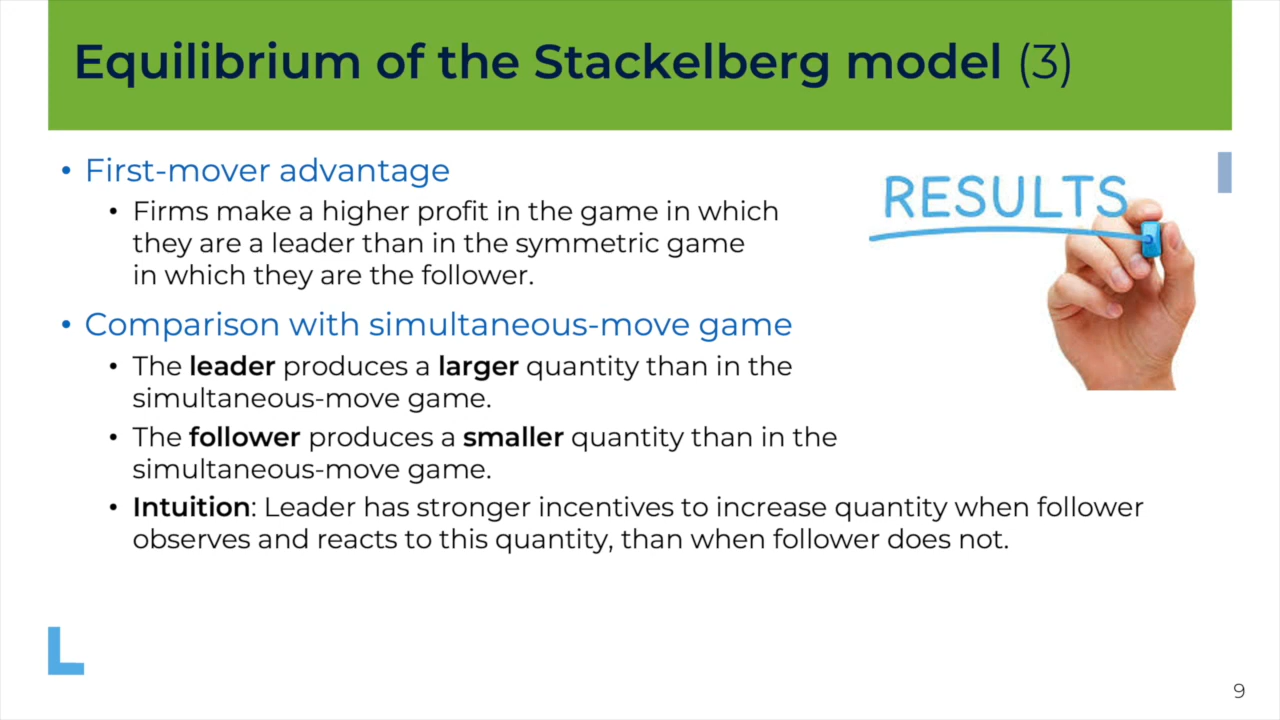 Equilibrium of the Stackelberg model (3)
• First-mover advantage
• Firms make a higher profit in the game in which
they are a leader than in the symmetric game
in which they are the follower.
RESULTS
• Comparison with simultaneous-move game
• The leader produces a larger quantity than in the
simultaneous-move game.
• The follower produces a smaller quantity than in the
simultaneous-move game.
• Intuition: Leader has stronger incentives to increase quantity when follower
observes and reacts to this quantity, than when follower does not.
9